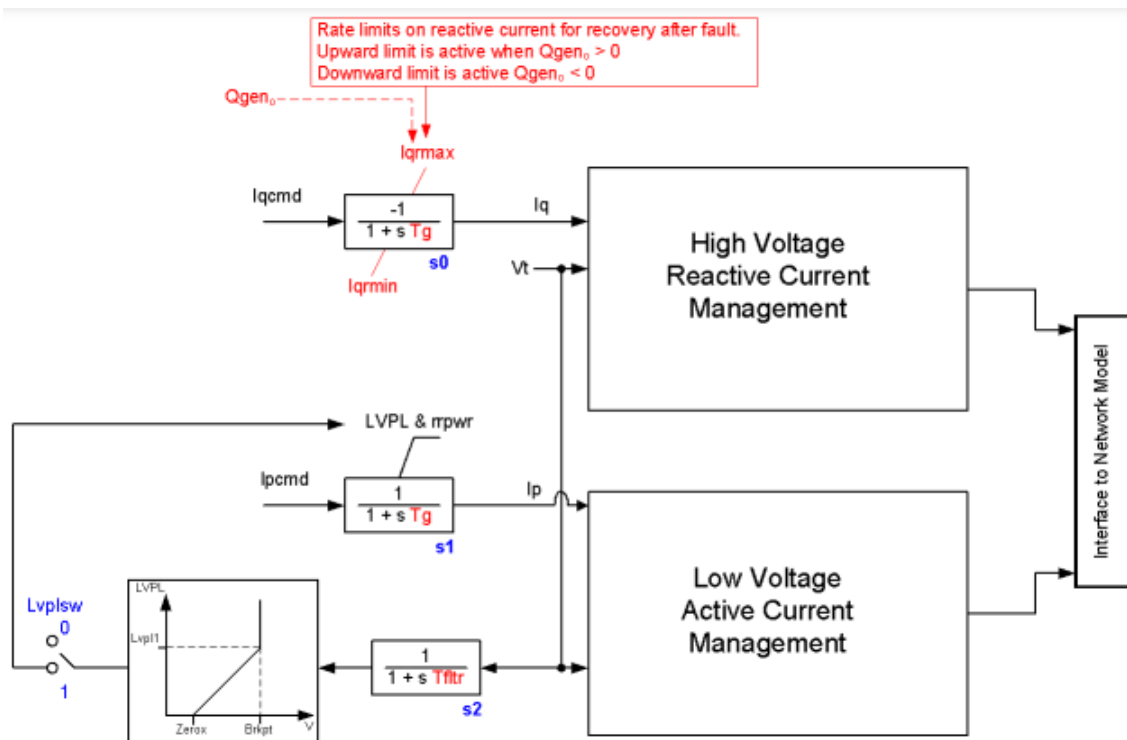 Rate limits on reactive current for recovery after fault.
Upward limit is active when Qgen₀ > 0
Downward limit is active Qgen₀ < 0
Qgen₀
Iqrmax
Iqcmd
-1
1 + s Tg
s0
Iqrmin
Iq
Vt
High Voltage
Reactive Current
Management
Interface to Network Model
LVPL & rrpwr
Ipcmd
1
1 + s Tg
s1
Ip
Low Voltage
Active Current
Management
Lvplsw
0
1
LVPL
Lvpl1
Zerox
Brkpt
V
1
1 + s Tfltr
s2